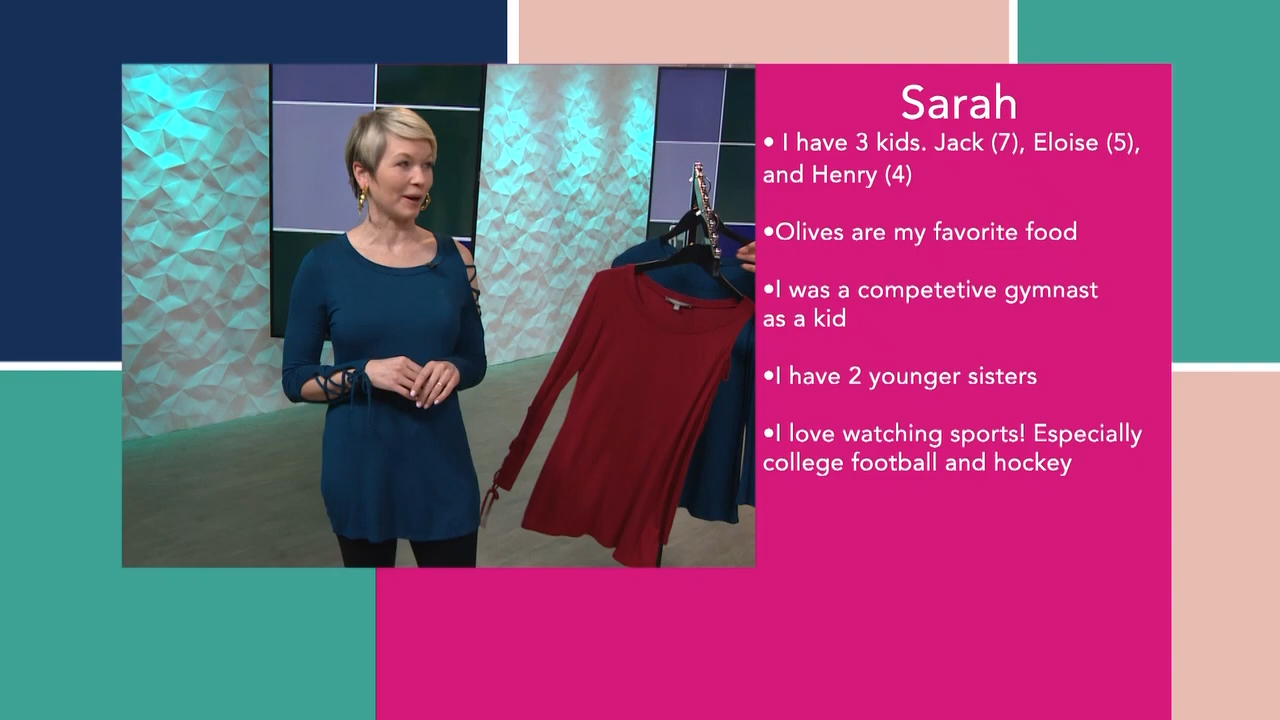 Sarah
• I have 3 kids. Jack (7), Eloise (5),
and Henry (4)
•Olives are my favorite food
•I was a competetive gymnast
as a kid
•I have 2 younger sisters
•I love watching sports! Especially
college football and hockey